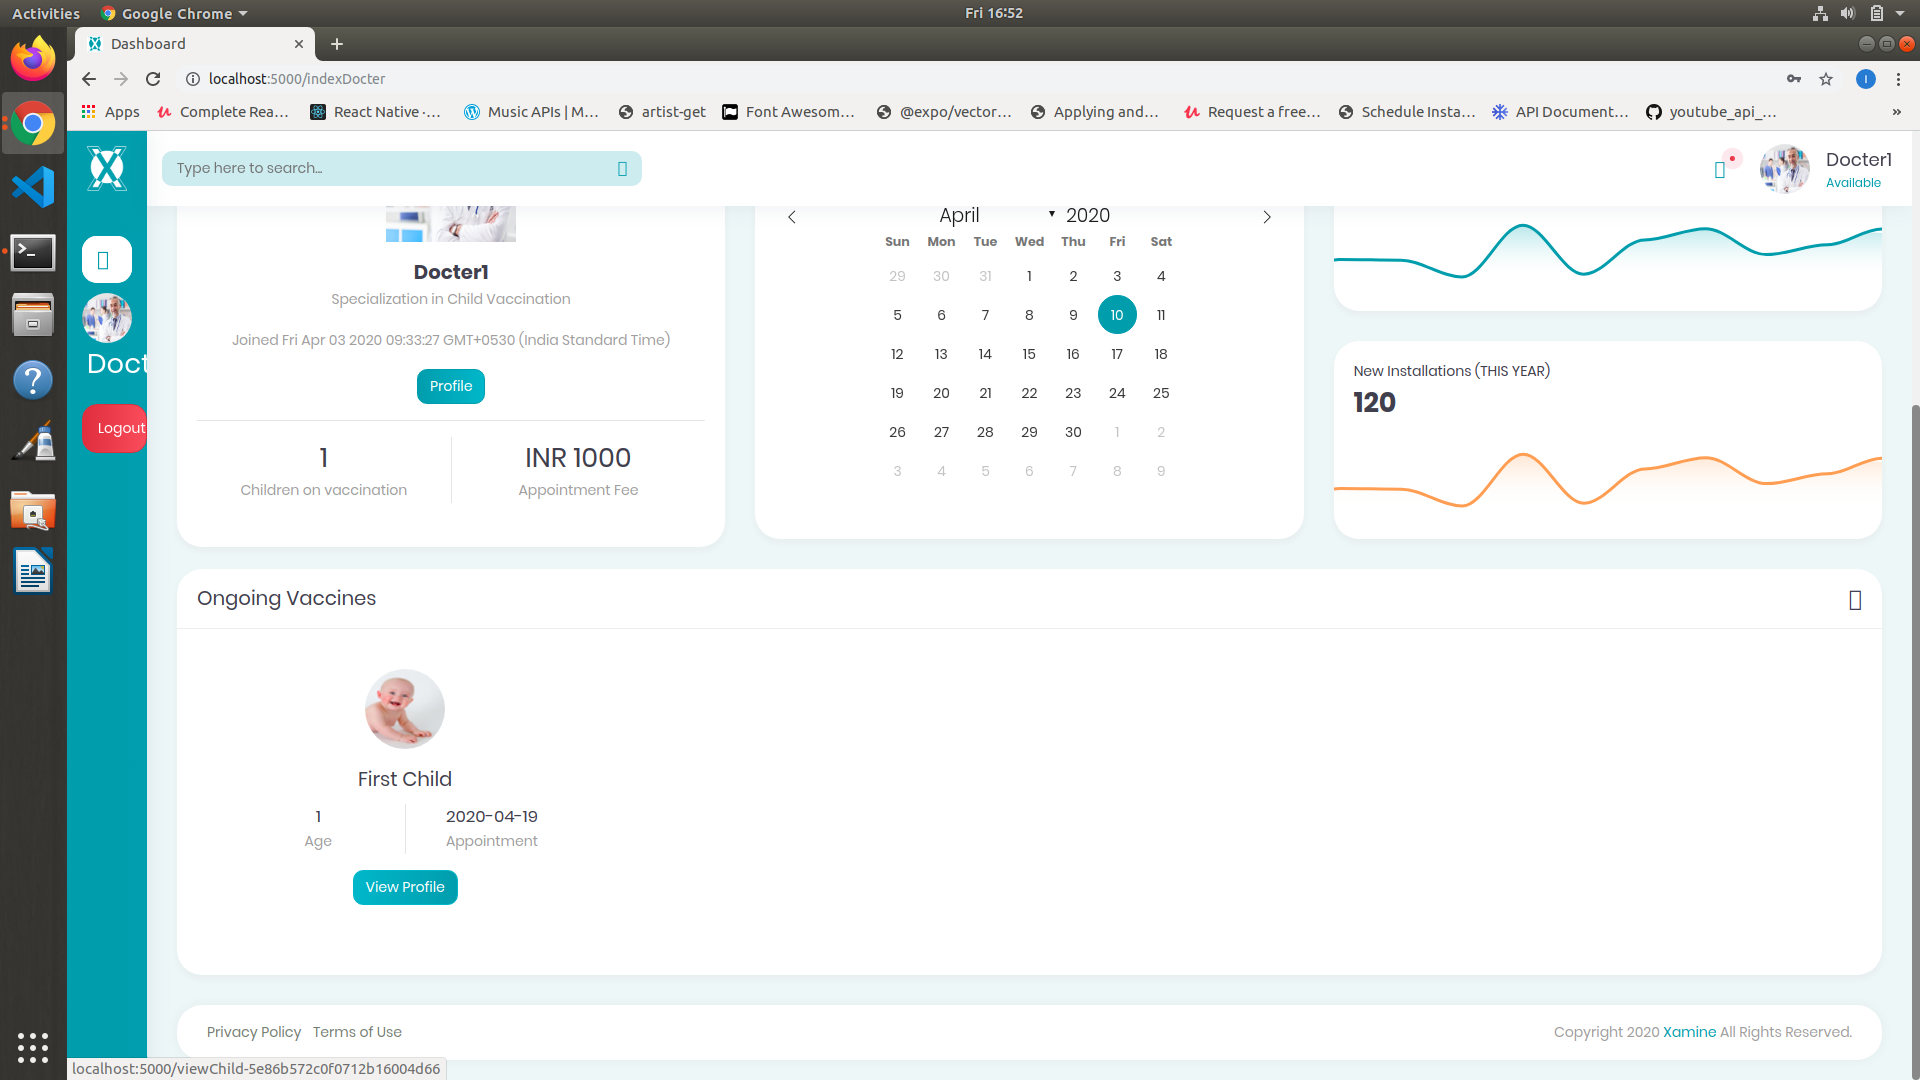 Activities
Google Chrome
Fri 16:52
Dashboard
localhost:5000/indexDocter
I
Apps
Complete Rea...
React Native ·...
Music APIs | M...
artist-get
Font Awesom...
@expo/vector...
Applying and...
Request a free...
Schedule Insta...
API Document...
youtube_api_...
»
Type here to search...
Docter1
Available
Doct
Logout
Docter1
Specialization in Child Vaccination
Joined Fri Apr 03 2020 09:33:27 GMT+0530 (India Standard Time)
Profile
1
Children on vaccination
INR 1000
Appointment Fee
April 2020
Sun Mon Tue Wed Thu Fri Sat
29 30 31 1 2 3 4
5 6 7 8 9 10 11
12 13 14 15 16 17 18
19 20 21 22 23 24 25
26 27 28 29 30 1 2
3 4 5 6 7 8 9
New Installations (THIS YEAR)
120
Ongoing Vaccines
First Child
1
Age
2020-04-19
Appointment
View Profile
Privacy Policy Terms of Use
Copyright 2020 Xamine All Rights Reserved.
localhost:5000/viewChild-5e86b572c0f0712b16004d66